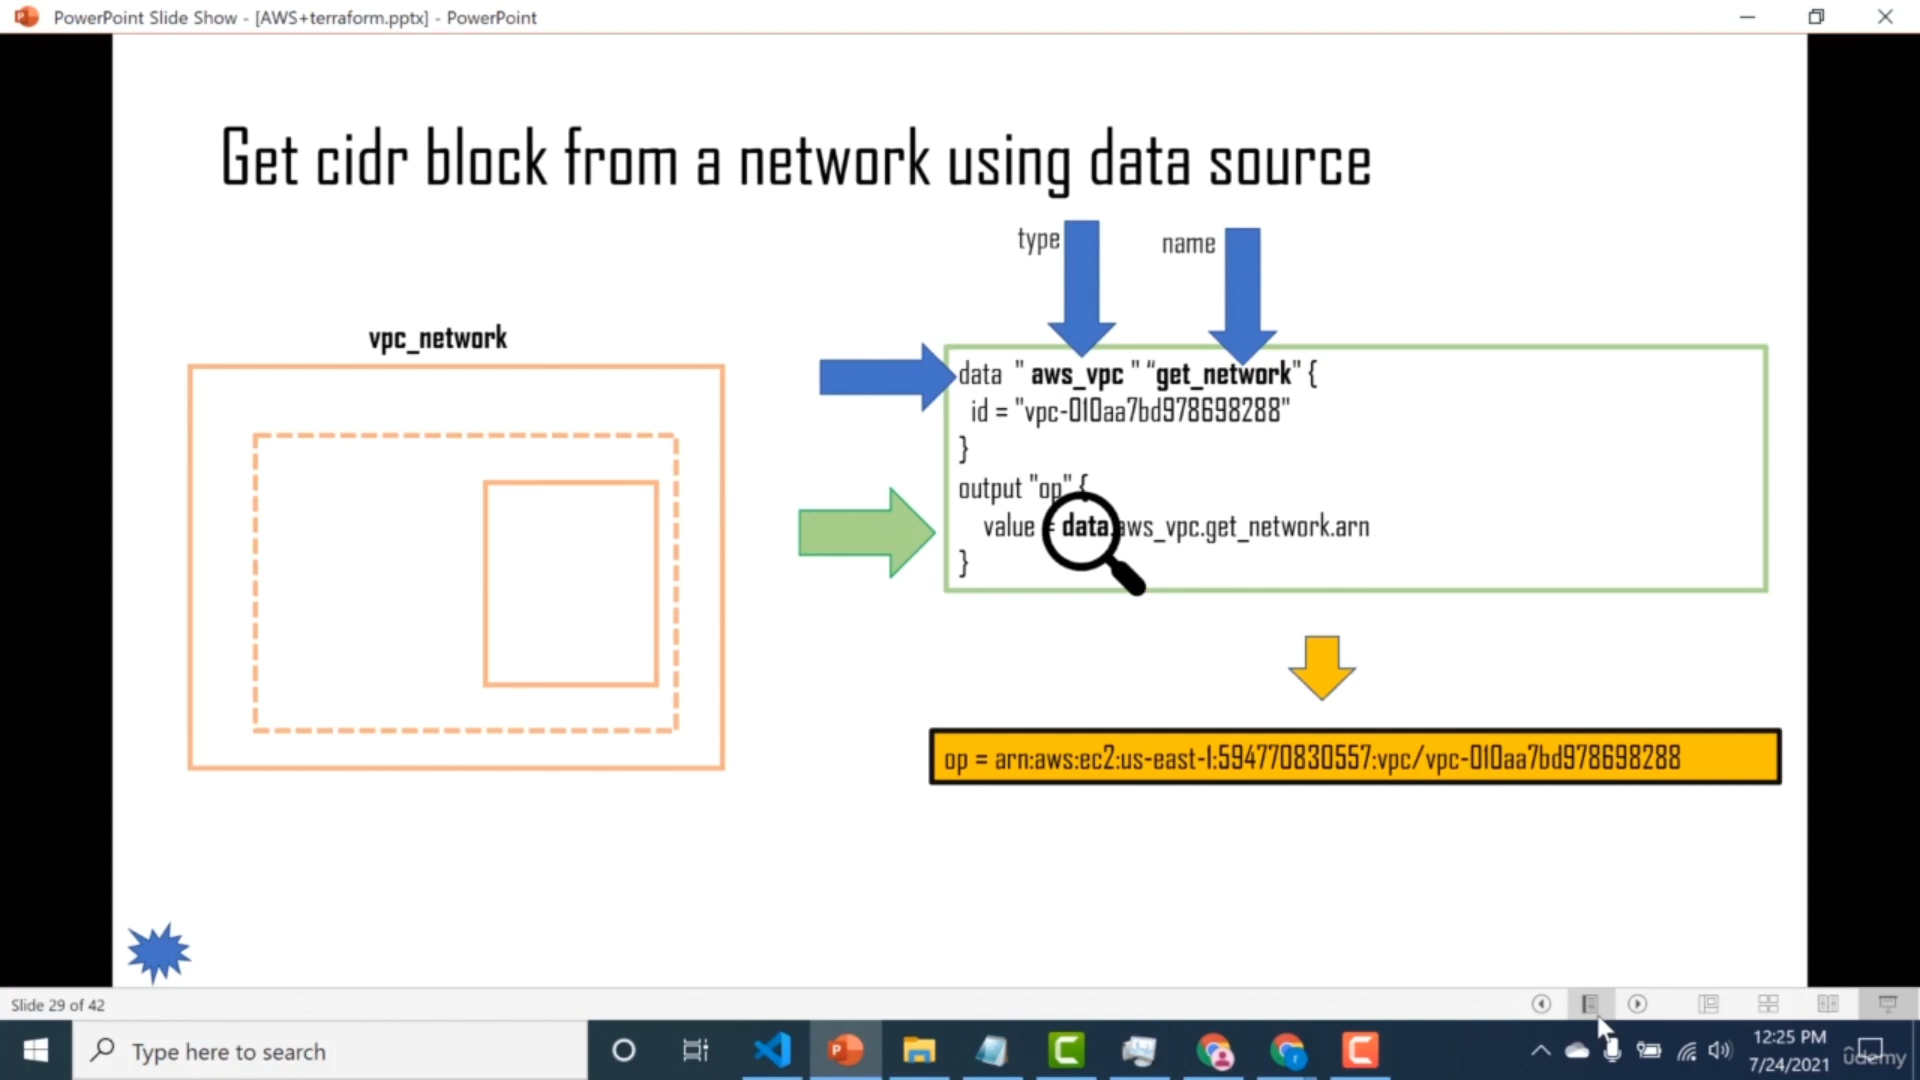 PowerPoint Slide Show - [AWS+terraform.pptx] - PowerPoint
Get cidr block from a network using data source
type
name
vpc_network
data " aws_vpc " “get_network" {
id = "vpc-010aa7bd978698288"
}
output "op" {
value = data.aws_vpc.get_network.arn
}
op = arn:aws:ec2:us-east-1:594770830557:vpc/vpc-010aa7bd978698288
Slide 29 of 42
Type here to search
12:25 PM
7/24/2021
ûdemy